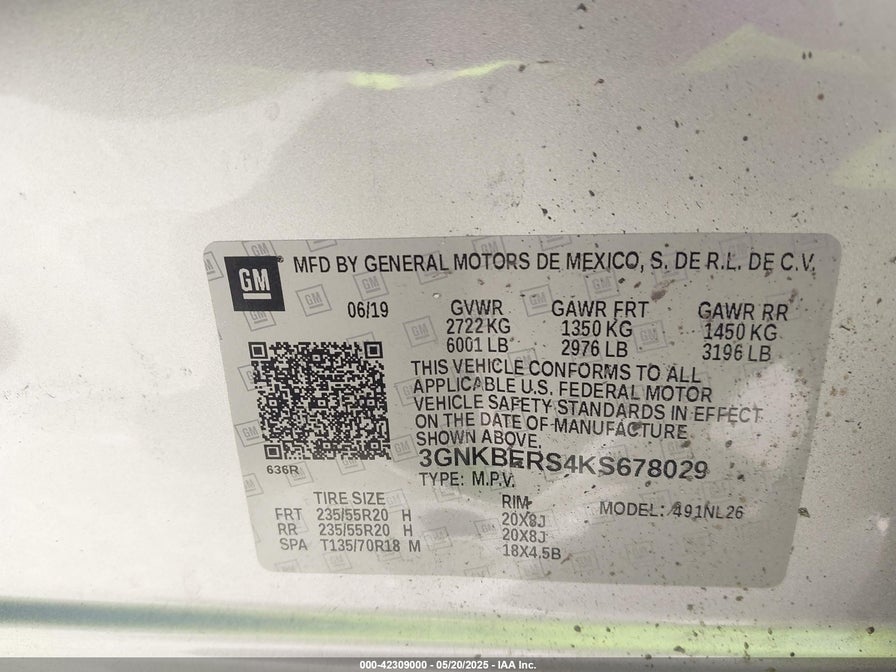 GM
MFD BY GENERAL MOTORS DE MEXICO, S. DE R.L. DE C.V.
06/19
GVWR GAWR FRT GAWR RR
2722 KG 1350 KG 1450 KG
6001 LB 2976 LB 3196 LB
THIS VEHICLE CONFORMS TO ALL
APPLICABLE U.S. FEDERAL MOTOR
VEHICLE SAFETY STANDARDS IN EFFECT
ON THE DATE OF MANUFACTURE
SHOWN ABOVE.
636R
3GNKBERS4KS678029
TYPE: M.P.V.
TIRE SIZE RIM MODEL: 491NL26
FRT 235/55R20 H 20X8J
RR 235/55R20 H 20X8J
SPA T135/70R18 M 18X4.5B
000-42309000 - 05/20/2025 - IAA Inc.